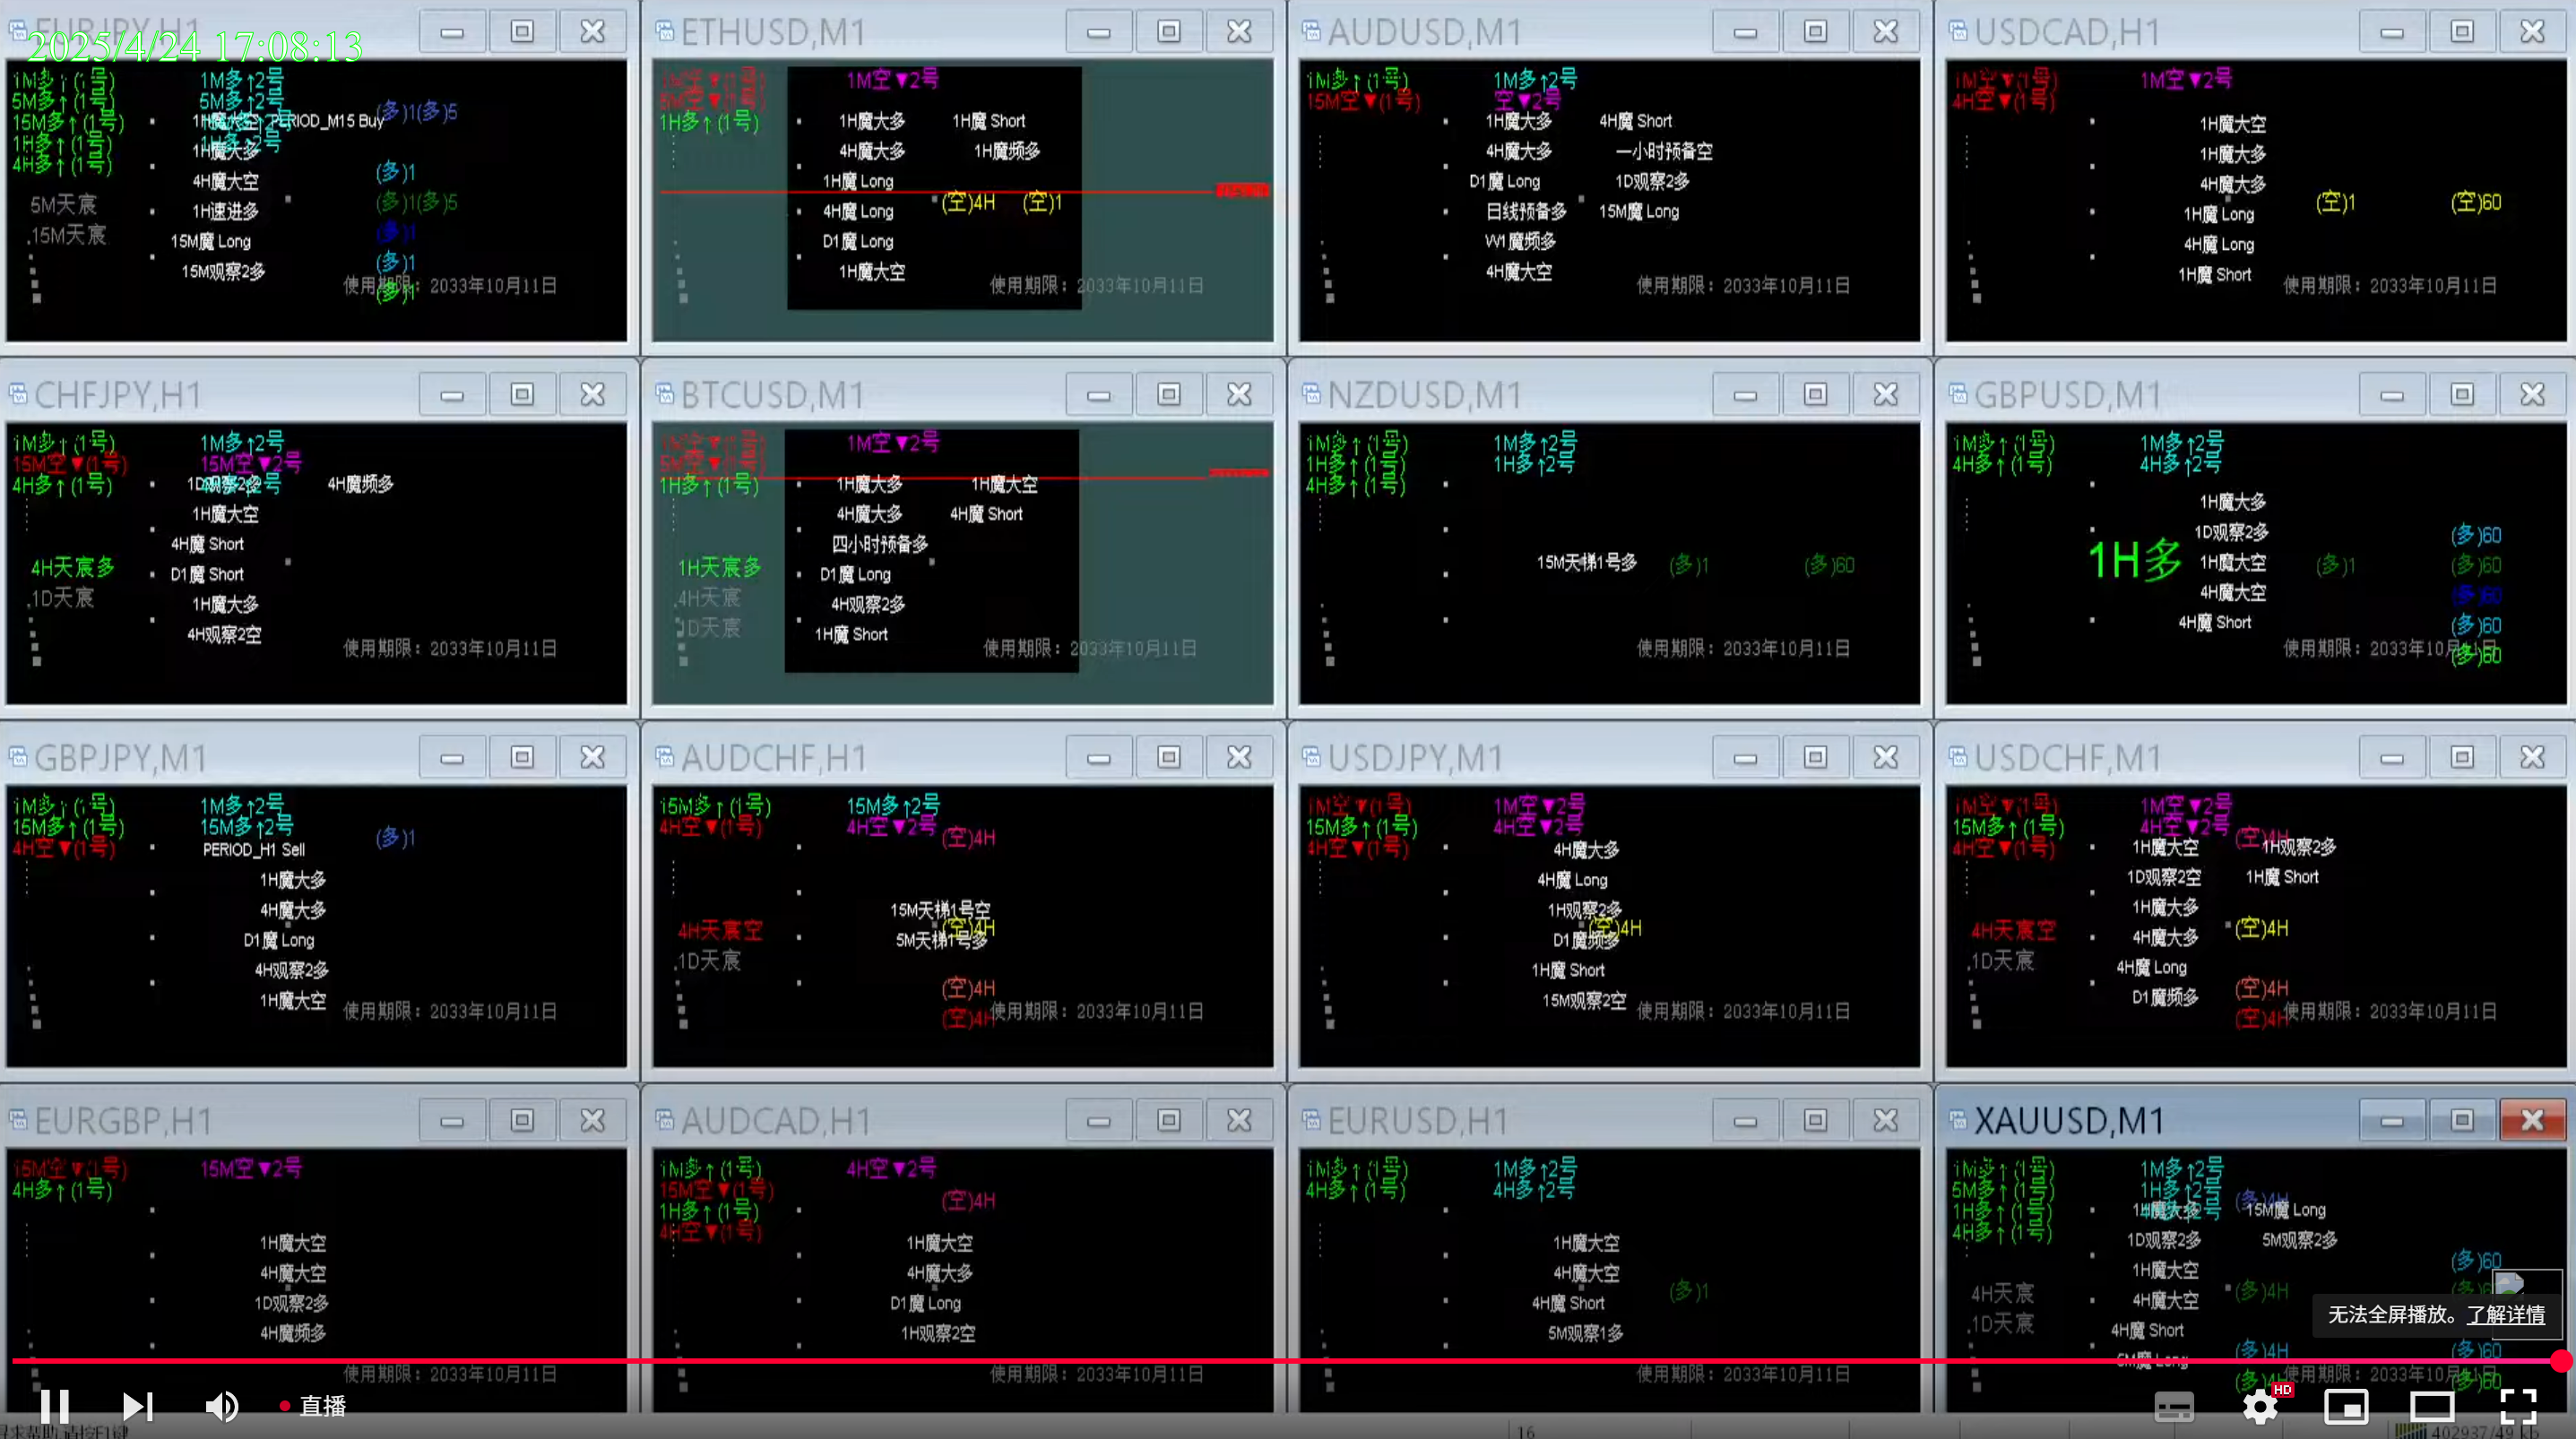 EURJPY,H1
2025/4/24 17:08:13
1M多↑(1号)
5M多↑(1号)
15M多↑(1号)
1H多↑(1号)
4H多↑(1号)
1M多↑2号
5M多↑2号
PERIOD_M15 Buy
(多)1(多)5
1H魔大多
4H魔大空
1H速进多
15M魔 Long
15M观察2多
(多)1
(多)1(多)5
(多)1
(多)1
(多)1
5M天宸
15M天宸
使用期限：2033年10月11日
ETHUSD,M1
1H多↑(1号)
1M空▼2号
1H魔大多
4H魔大多
1H魔 Long
4H魔 Long
D1魔 Long
1H魔大空
1H魔 Short
1H魔频多
(空)4H (空)1
使用期限：2033年10月11日
AUDUSD,M1
1M多↑(1号)
15M空▼(1号)
1M多↑2号
空▼2号
1H魔大多
4H魔大多
D1魔 Long
日线预备多
W1魔频多
4H魔大空
4H魔 Short
一小时预备空
1D观察2多
15M魔 Long
使用期限：2033年10月11日
USDCAD,H1
1M空▼(1号)
4H空▼(1号)
1M空▼2号
1H魔大空
1H魔大多
4H魔大多
1H魔 Long
4H魔 Long
1H魔 Short
(空)1 (空)60
使用期限：2033年10月11日
CHFJPY,H1
1M多↑(1号)
15M空▼(1号)
4H多↑(1号)
1M多↑2号
15M空▼2号
4H魔频多
1H魔大空
4H魔 Short
D1魔 Short
1H魔大多
4H观察2空
4H天宸多
1D天宸
使用期限：2033年10月11日
BTCUSD,M1
1H多↑(1号)
1M空▼2号
1H魔大多
4H魔大多
四小时预备多
D1魔 Long
4H观察2多
1H魔 Short
1H魔大空
4H魔 Short
1H天宸多
4H天宸
1D天宸
使用期限：2033年10月11日
NZDUSD,M1
1M多↑(1号)
1H多↑(1号)
4H多↑(1号)
1M多↑2号
1H多↑2号
15M天梯1号多
(多)1 (多)60
使用期限：2033年10月11日
GBPUSD,M1
1M多↑(1号)
4H多↑(1号)
1M多↑2号
4H多↑2号
1H多
1H魔大多
1D观察2多
1H魔大空
4H魔大空
4H魔 Short
(多)1
(多)60
(多)60
(多)60
(多)60
(多)60
使用期限：2033年10月11日
GBPJPY,M1
1M多↑(1号)
15M多↑(1号)
4H空▼(1号)
1M多↑2号
15M多↑2号
PERIOD_H1 Sell
(多)1
1H魔大多
4H魔大多
D1魔 Long
4H观察2多
1H魔大空
使用期限：2033年10月11日
AUDCHF,H1
15M多↑(1号)
4H空▼(1号)
15M多↑2号
4H空▼2号
(空)4H
15M天梯1号空
(空)4H
5M天梯1号多
(空)4H
(空)4H
4H天宸空
1D天宸
使用期限：2033年10月11日
USDJPY,M1
1M空▼(1号)
15M多↑(1号)
4H空▼(1号)
1M空▼2号
4H空▼2号
4H魔大多
4H魔 Long
1H观察2多
(空)4H
D1魔频多
1H魔 Short
15M观察2空
使用期限：2033年10月11日
USDCHF,M1
1M空▼(1号)
15M多↑(1号)
4H空▼(1号)
1M空▼2号
4H空▼2号
(空)4H
1H魔大空
1D观察2空
1H魔大多
4H魔大多
4H魔 Long
D1魔频多
1H观察2多
1H魔 Short
(空)4H
(空)4H
(空)4H
4H天宸空
1D天宸
使用期限：2033年10月11日
EURGBP,H1
15M空▼(1号)
4H多↑(1号)
15M空▼2号
1H魔大空
4H魔大空
1D观察2多
4H魔频多
使用期限：2033年10月11日
AUDCAD,H1
1M多↑(1号)
15M空▼(1号)
1H多↑(1号)
4H空▼(1号)
4H空▼2号
(空)4H
1H魔大空
4H魔大多
D1魔 Long
1H观察2空
使用期限：2033年10月11日
EURUSD,H1
1M多↑(1号)
4H多↑(1号)
1M多↑2号
4H多↑2号
1H魔大空
4H魔大空
4H魔 Short
5M观察1多
(多)1
使用期限：2033年10月11日
XAUUSD,M1
1M多↑(1号)
5M多↑(1号)
1H多↑(1号)
4H多↑(1号)
1M多↑2号
1H多↑2号
(多)4H
15M魔 Long
1D观察2多
5M观察2多
1H魔大空
4H魔大空
4H魔 Short
(多)60
(多)4H
(多)4H
(多)60
4H天宸
1D天宸
使用期限：2033年10月11日
无法全屏播放。了解详情
直播
HD
16